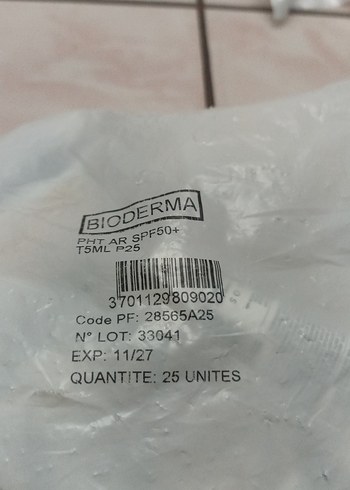 BIODERMA
PHT AR SPF50+
T5ML P25
3701129809020
Code PF: 28565A25
N° LOT: 33041
EXP: 11/27
QUANTITE: 25 UNITES